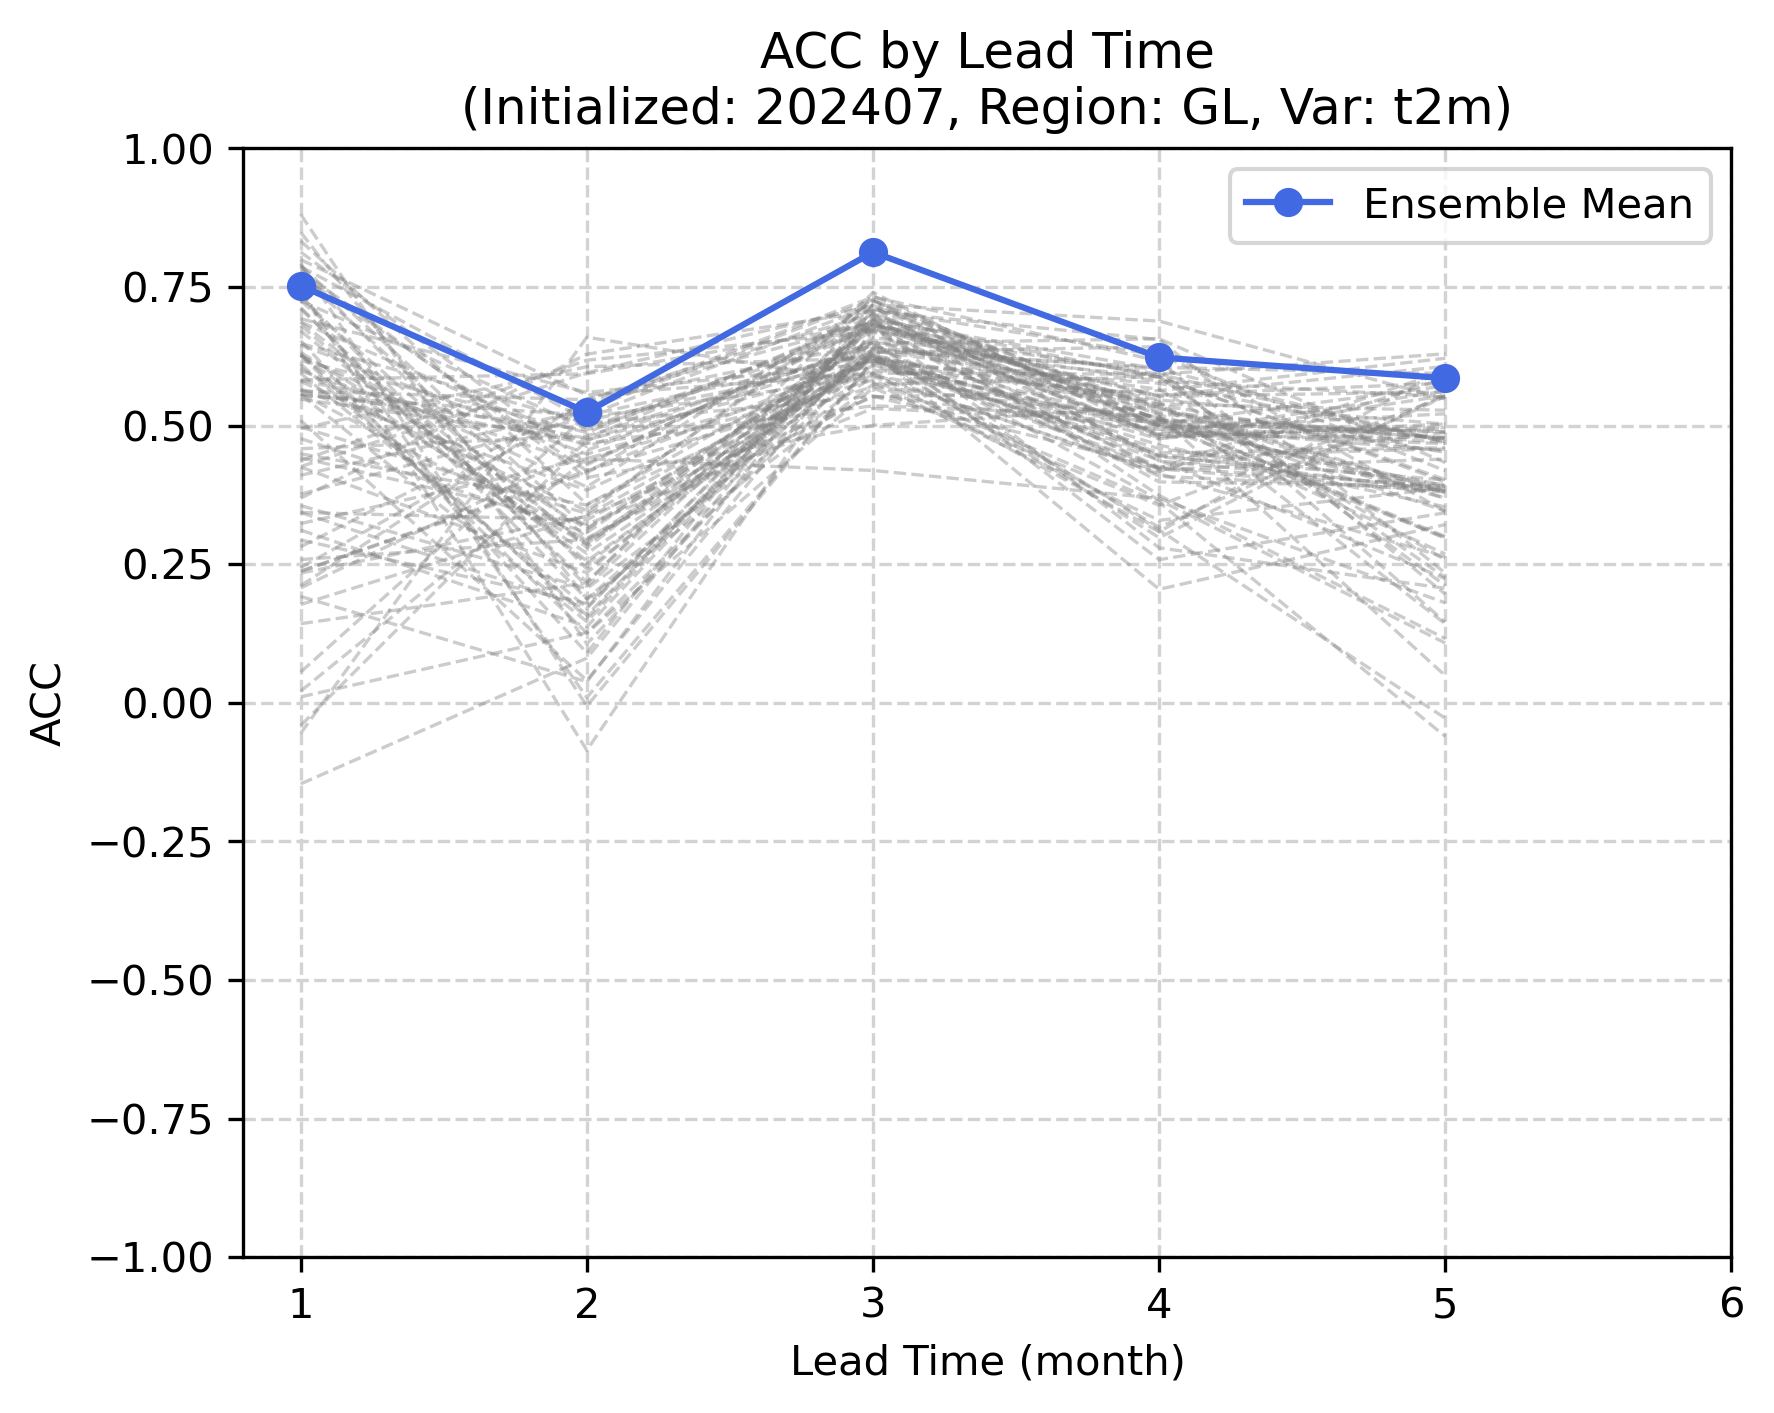 ACC by Lead Time
(Initialized: 202407, Region: GL, Var: t2m)
Ensemble Mean
1.00
0.75
0.50
0.25
0.00
−0.25
−0.50
−0.75
−1.00
ACC
1 2 3 4 5 6
Lead Time (month)